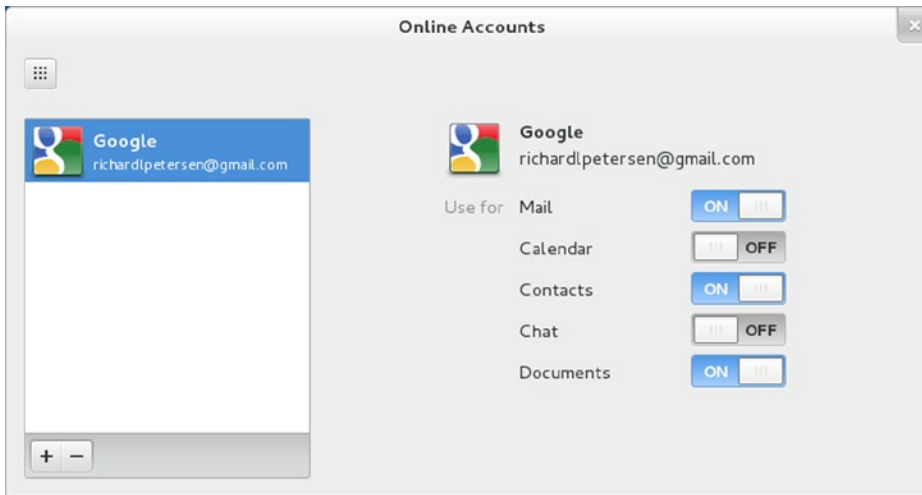 Online Accounts
Google
richardlpetersen@gmail.com
Google
richardlpetersen@gmail.com
Use for Mail ON
Calendar OFF
Contacts ON
Chat OFF
Documents ON
+ −